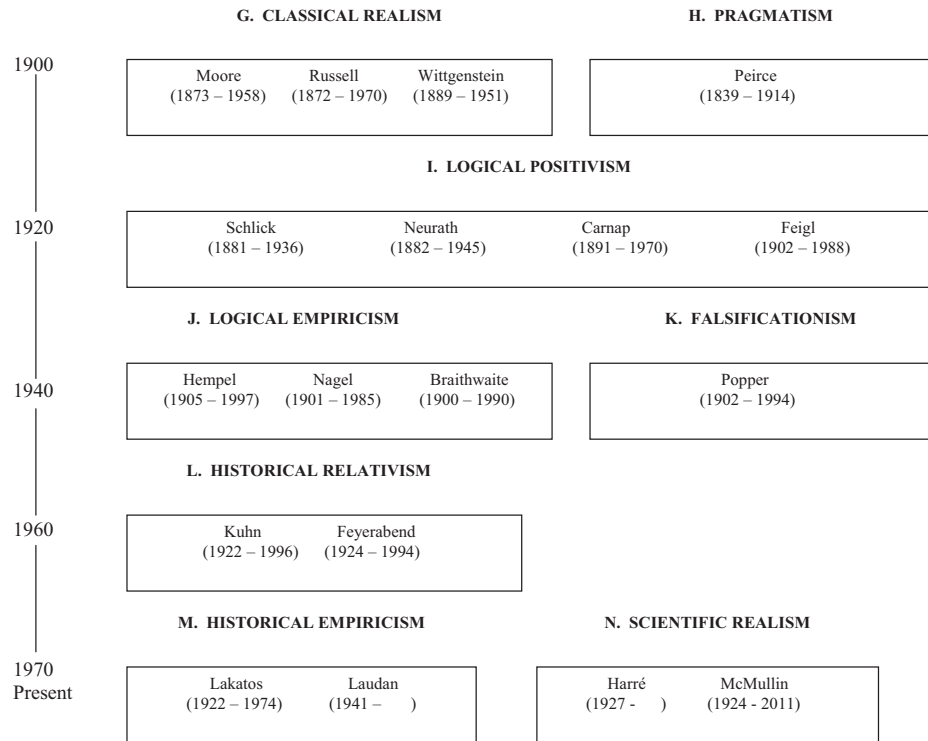 G. CLASSICAL REALISM H. PRAGMATISM
1900
Moore Russell Wittgenstein Peirce
(1873 – 1958) (1872 – 1970) (1889 – 1951) (1839 – 1914)
I. LOGICAL POSITIVISM
1920
Schlick Neurath Carnap Feigl
(1881 – 1936) (1882 – 1945) (1891 – 1970) (1902 – 1988)
J. LOGICAL EMPIRICISM K. FALSIFICATIONISM
1940
Hempel Nagel Braithwaite Popper
(1905 – 1997) (1901 – 1985) (1900 – 1990) (1902 – 1994)
L. HISTORICAL RELATIVISM
1960
Kuhn Feyerabend
(1922 – 1996) (1924 – 1994)
M. HISTORICAL EMPIRICISM N. SCIENTIFIC REALISM
1970
Present
Lakatos Laudan Harré McMullin
(1922 – 1974) (1941 – ) (1927 - ) (1924 - 2011)